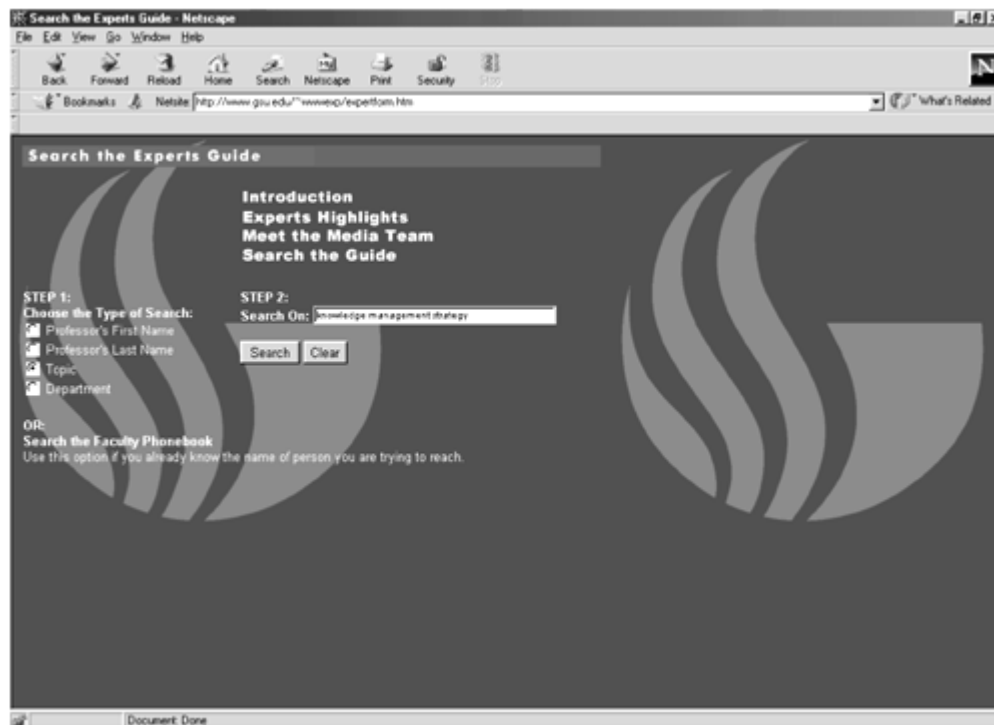 Search the Experts Guide - Netscape
File Edit View Go Window Help
Back Forward Reload Home Search Netscape Print Security Stop
Bookmarks Netsite http://www.gsu.edu/~wwwexp/expertform.htm What's Related
Search the Experts Guide
Introduction
Experts Highlights
Meet the Media Team
Search the Guide
STEP 1:
Choose the Type of Search:
Professor's First Name
Professor's Last Name
Topic
Department
STEP 2:
Search On: knowledge management strategy
Search Clear
OR:
Search the Faculty Phonebook
Use this option if you already know the name of person you are trying to reach.
Document: Done